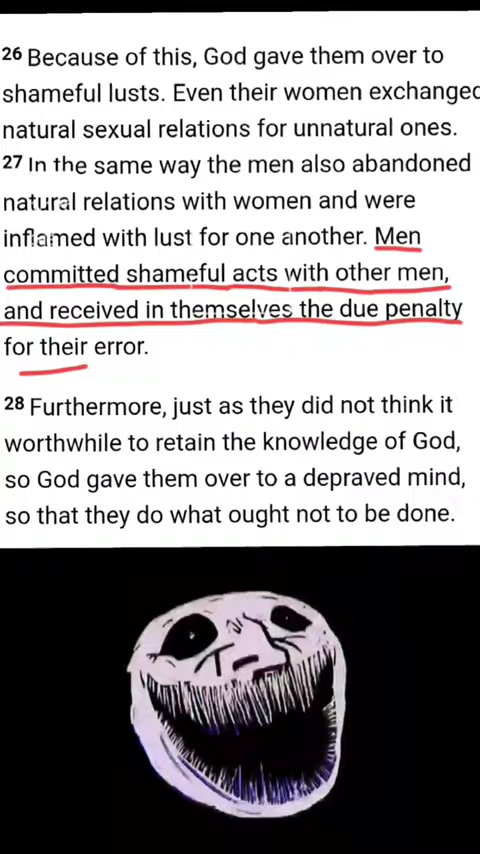 26 Because of this, God gave them over to
shameful lusts. Even their women exchanged
natural sexual relations for unnatural ones.
27 In the same way the men also abandoned
natural relations with women and were
inflamed with lust for one another. Men
committed shameful acts with other men,
and received in themselves the due penalty
for their error.
28 Furthermore, just as they did not think it
worthwhile to retain the knowledge of God,
so God gave them over to a depraved mind,
so that they do what ought not to be done.